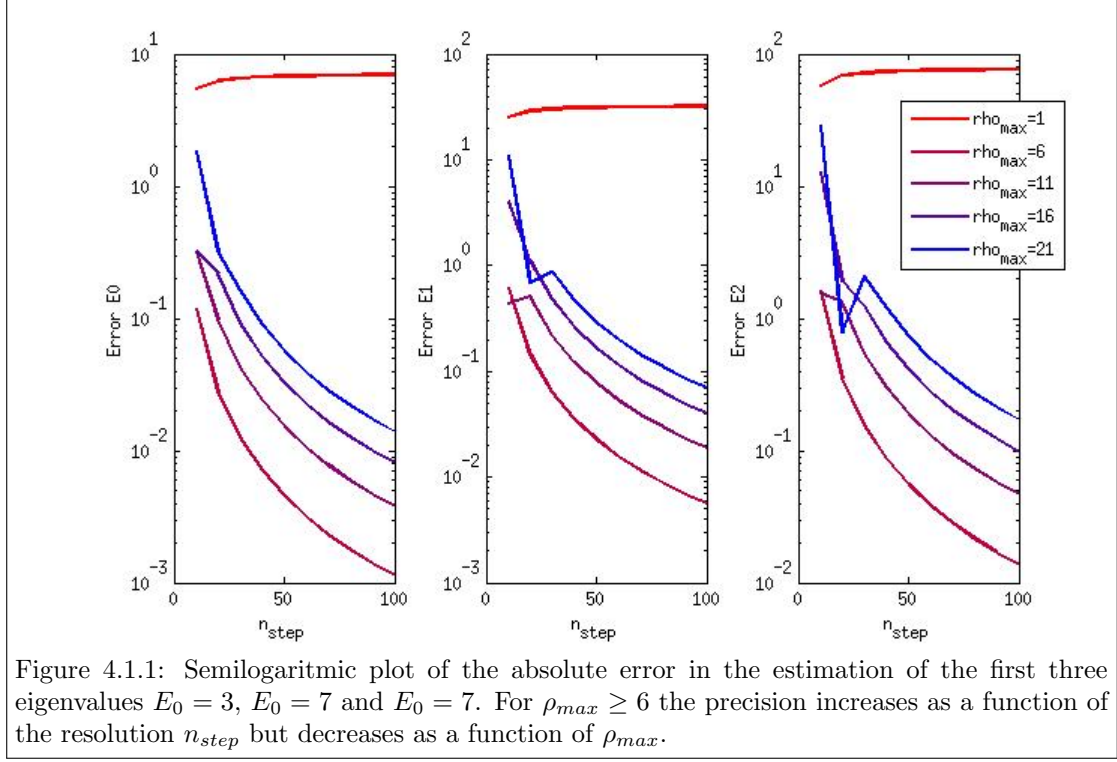 10^1
10^0
10^-1
10^-2
10^-3
Error E0
0 50 100
n_step
10^2
10^1
10^0
10^-1
10^-2
10^-3
Error E1
0 50 100
n_step
10^2
10^1
10^0
10^-1
10^-2
Error E2
0 50 100
n_step
rho_max=1
rho_max=6
rho_max=11
rho_max=16
rho_max=21
Figure 4.1.1: Semilogaritmic plot of the absolute error in the estimation of the first three
eigenvalues E_0 = 3, E_0 = 7 and E_0 = 7. For ρ_max ≥ 6 the precision increases as a function of
the resolution n_step but decreases as a function of ρ_max.